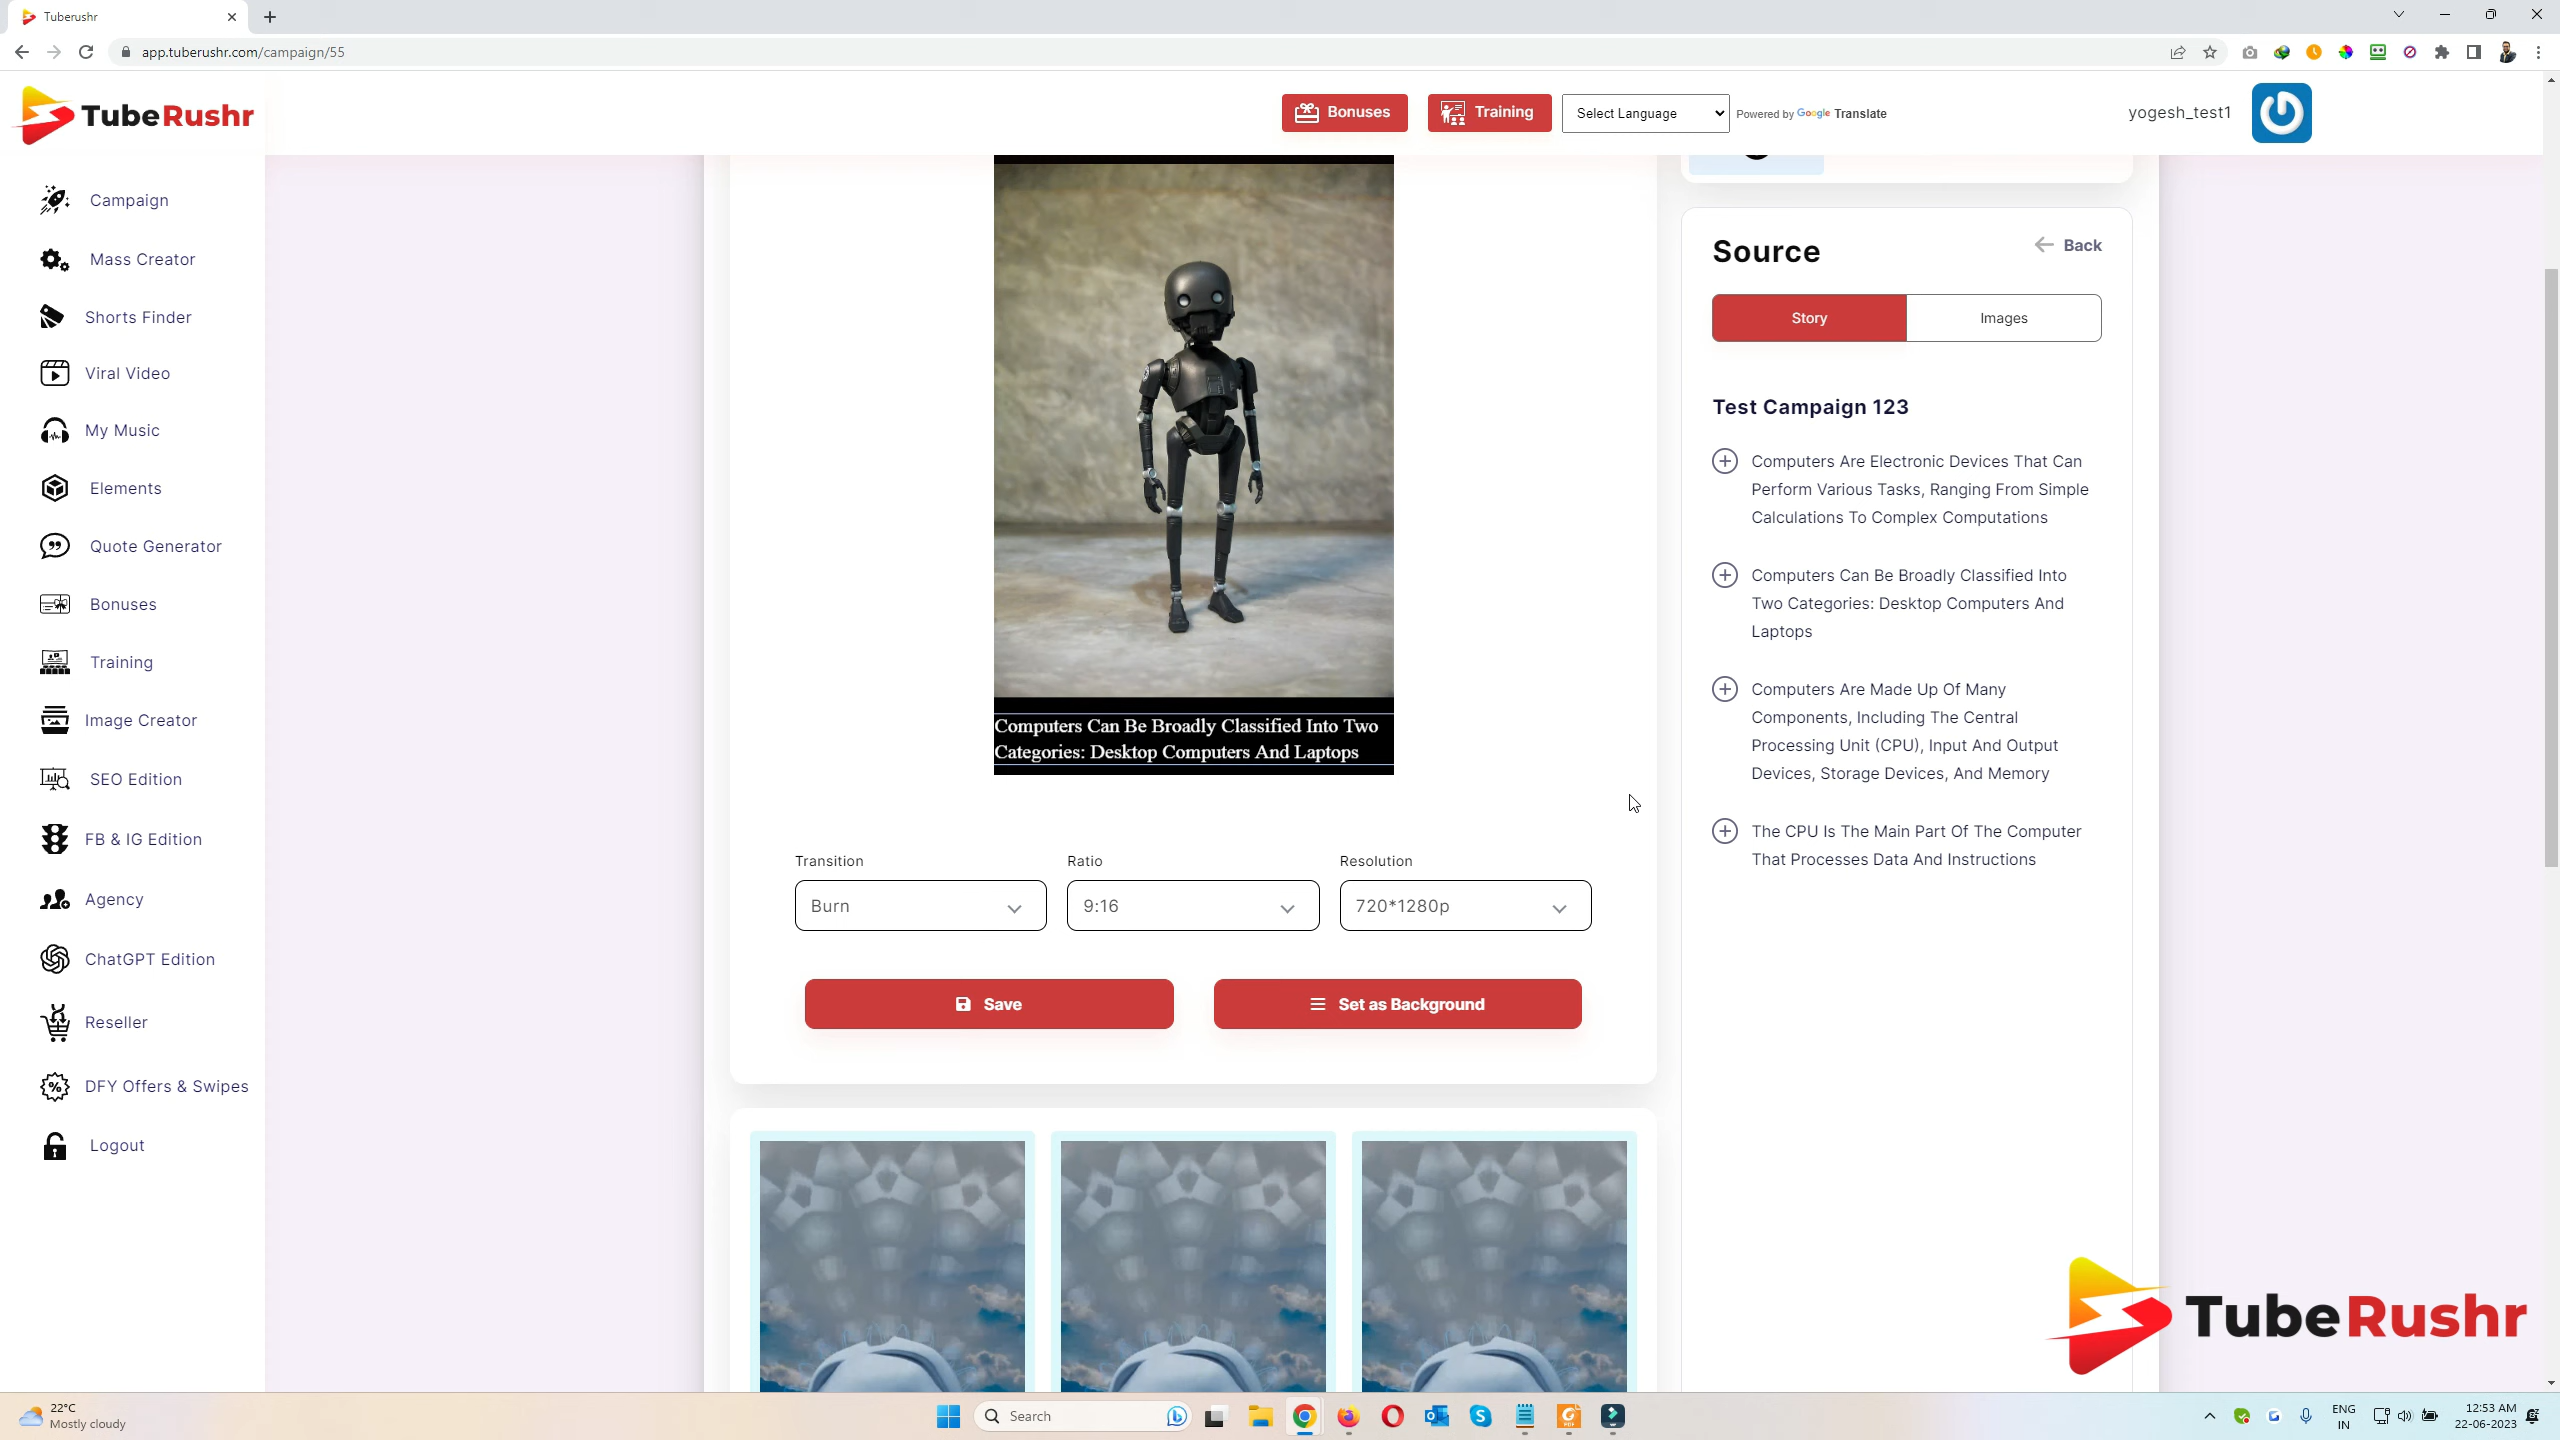 Tuberushr
app.tuberushr.com/campaign/55
TubeRushr
Bonuses
Training
Select Language
Powered by Google Translate
yogesh_test1
Campaign
Mass Creator
Shorts Finder
Viral Video
My Music
Elements
Quote Generator
Bonuses
Training
Image Creator
SEO Edition
FB & IG Edition
Agency
ChatGPT Edition
Reseller
DFY Offers & Swipes
Logout
Computers Can Be Broadly Classified Into Two
Categories: Desktop Computers And Laptops
Transition
Ratio
Resolution
Burn
9:16
720*1280p
Save
Set as Background
Source
Back
Story
Images
Test Campaign 123
Computers Are Electronic Devices That Can
Perform Various Tasks, Ranging From Simple
Calculations To Complex Computations
Computers Can Be Broadly Classified Into
Two Categories: Desktop Computers And
Laptops
Computers Are Made Up Of Many
Components, Including The Central
Processing Unit (CPU), Input And Output
Devices, Storage Devices, And Memory
The CPU Is The Main Part Of The Computer
That Processes Data And Instructions
TubeRushr
22°C
Mostly cloudy
Search
ENG
IN
12:53 AM
22-06-2023